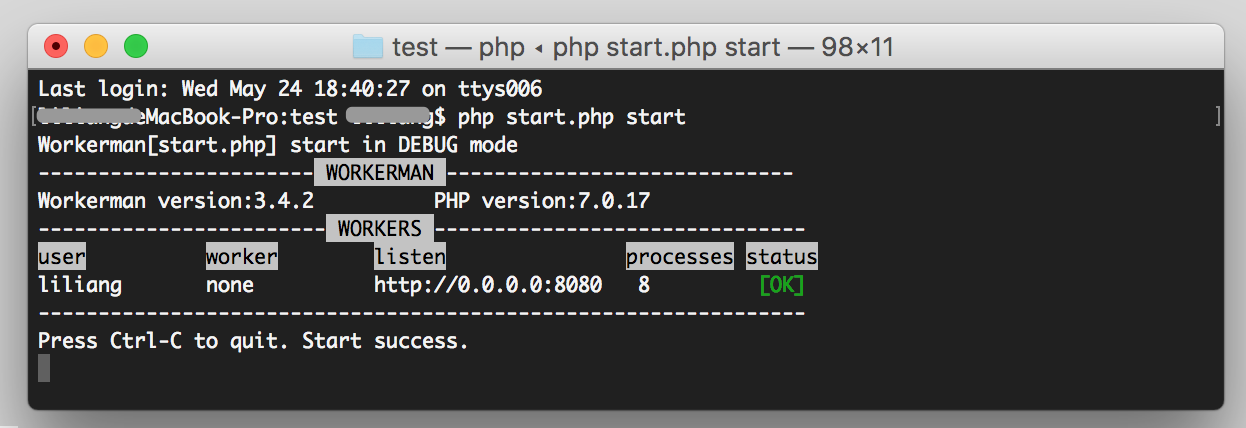 test — php ◂ php start.php start — 98×11
Last login: Wed May 24 18:40:27 on ttys006
MacBook-Pro:test $ php start.php start
Workerman[start.php] start in DEBUG mode
----------------------- WORKERMAN -----------------------------
Workerman version:3.4.2          PHP version:7.0.17
------------------------ WORKERS -------------------------------
user          worker        listen               processes status
liliang       none          http://0.0.0.0:8080   8         [OK]
----------------------------------------------------------------
Press Ctrl-C to quit. Start success.